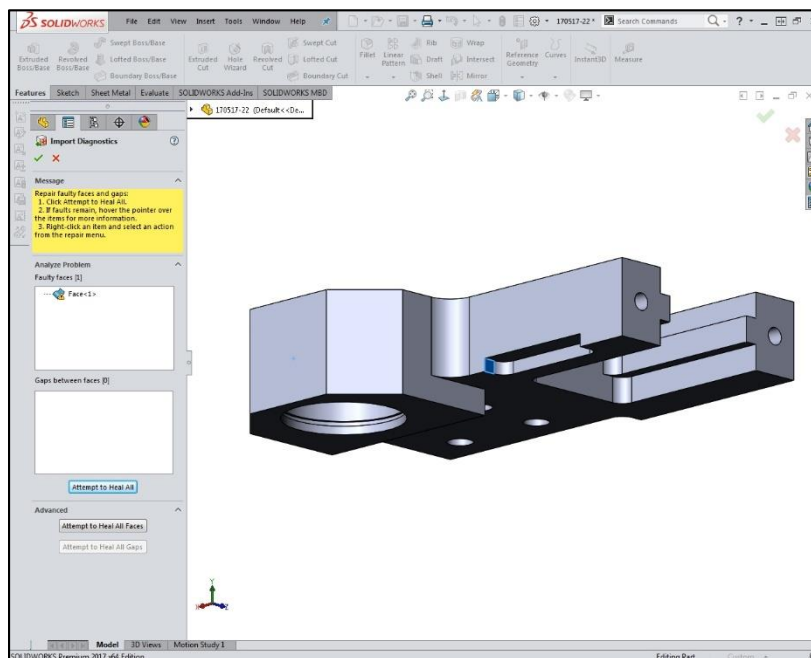 SOLIDWORKS File Edit View Insert Tools Window Help 170517-22 * Search Commands ?
Extruded Boss/Base
Revolved Boss/Base
Swept Boss/Base
Lofted Boss/Base
Boundary Boss/Base
Extruded Cut
Hole Wizard
Revolved Cut
Swept Cut
Lofted Cut
Boundary Cut
Fillet
Linear Pattern
Rib
Draft
Shell
Wrap
Intersect
Mirror
Reference Geometry
Curves
Instant3D
Measure
Features Sketch Sheet Metal Evaluate SOLIDWORKS Add-Ins SOLIDWORKS MBD
170517-22 (Default<<De...
Import Diagnostics
Message
Repair faulty faces and gaps:
1. Click Attempt to Heal All.
2. If faults remain, hover the pointer over
the items for more information.
3. Right-click an item and select an action
from the repair menu.
Analyze Problem
Faulty faces [1]
Face<1>
Gaps between faces [0]
Attempt to Heal All
Advanced
Attempt to Heal All Faces
Attempt to Heal All Gaps
Y
X
Z
Model 3D Views Motion Study 1
SOLIDWORKS Premium 2017 x64 Edition Editing Part Custom